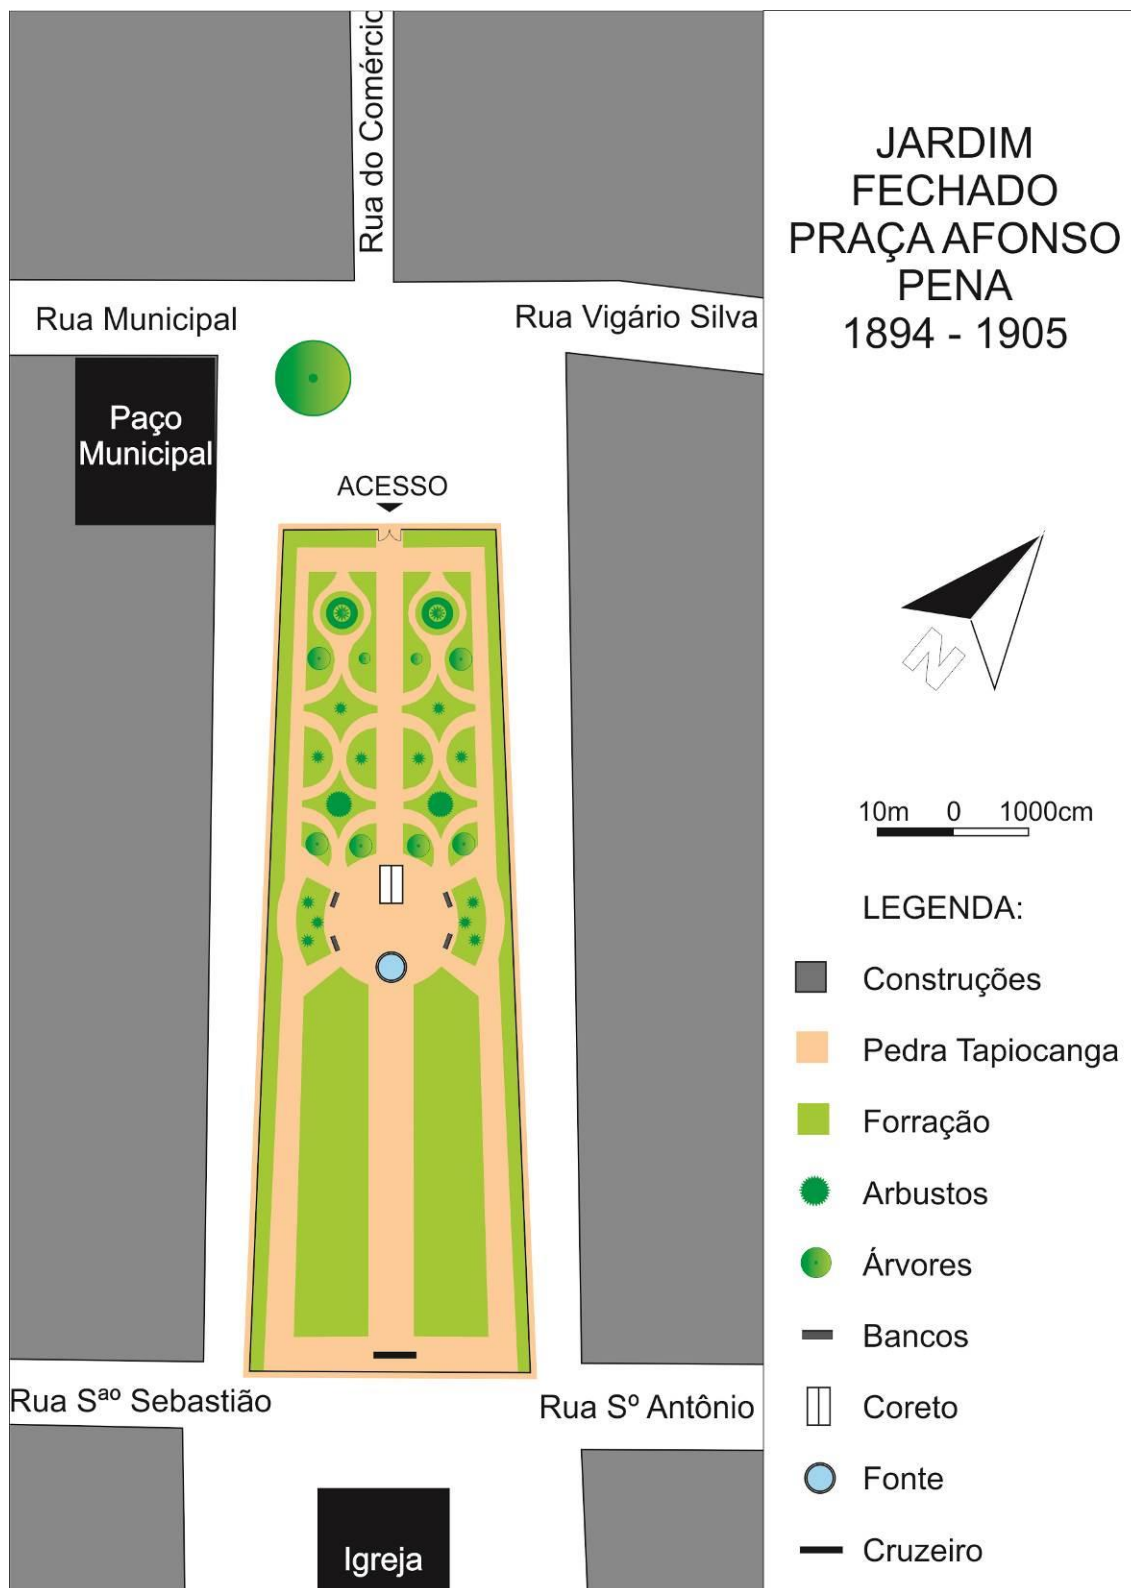 Rua do Comércio
JARDIM
FECHADO
PRAÇA AFONSO
PENA
1894 - 1905
Rua Municipal
Rua Vigário Silva
Paço
Municipal
ACESSO
N
10m 0 1000cm
LEGENDA:
Construções
Pedra Tapiocanga
Forração
Arbustos
Árvores
Bancos
Coreto
Fonte
Cruzeiro
Rua Sªº Sebastião
Rua Sº Antônio
Igreja